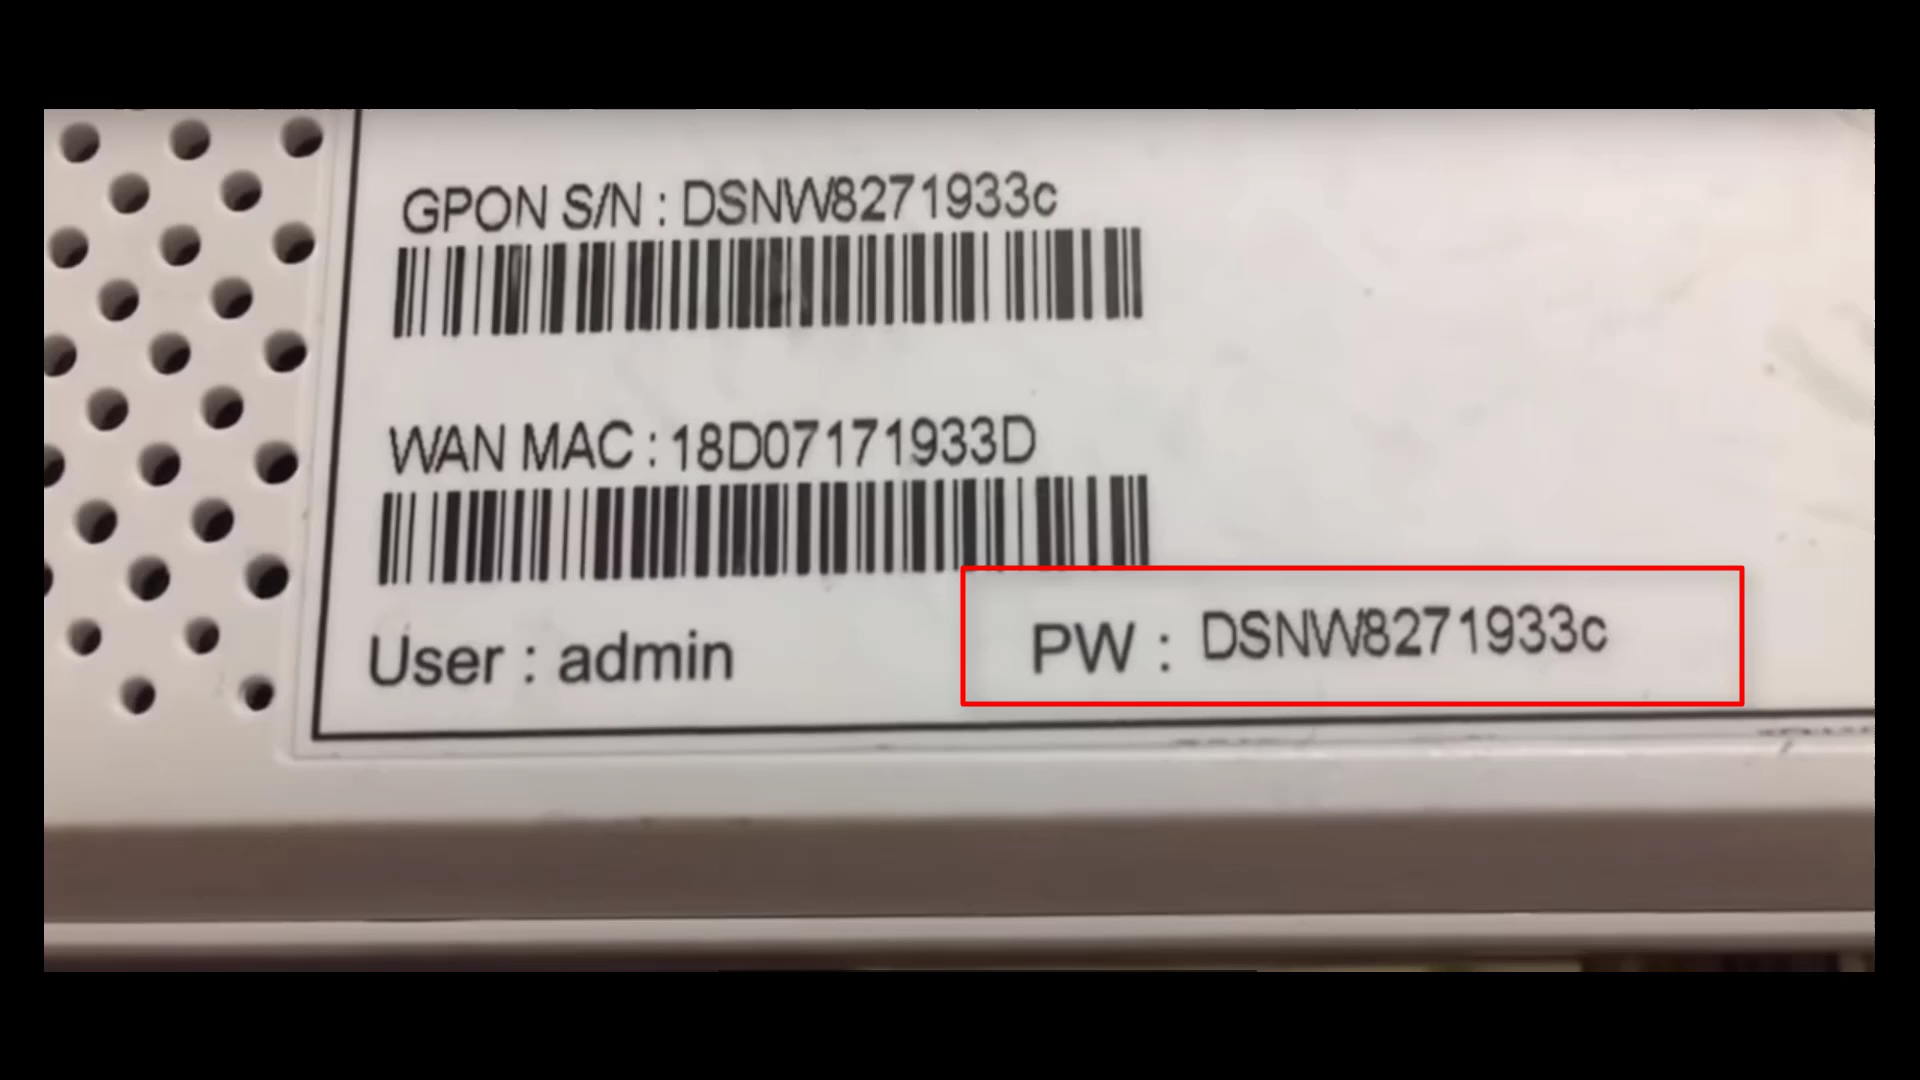 GPON S/N : DSNW8271933c
WAN MAC : 18D07171933D
User : admin PW : DSNW8271933c